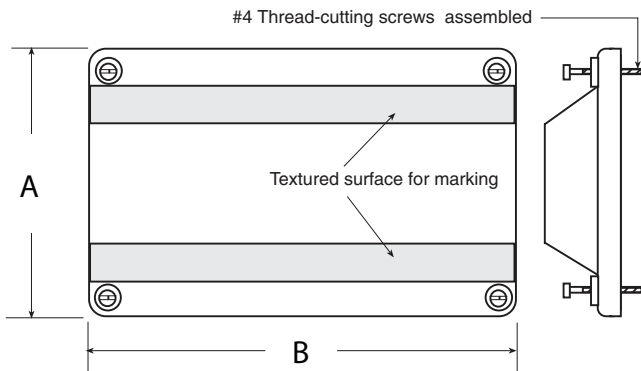 #4 Thread-cutting screws assembled
A
Textured surface for marking
B